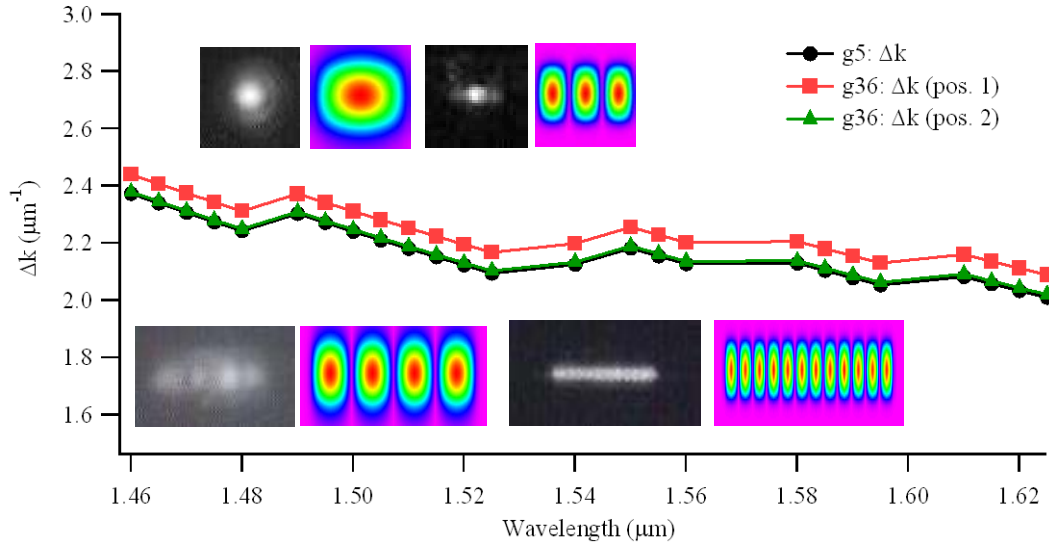 3.0
g5: Δk
g36: Δk (pos. 1)
g36: Δk (pos. 2)
2.8
2.6
2.4
2.2
2.0
1.8
1.6
Δk (μm⁻¹)
1.46 1.48 1.50 1.52 1.54 1.56 1.58 1.60 1.62
Wavelength (μm)